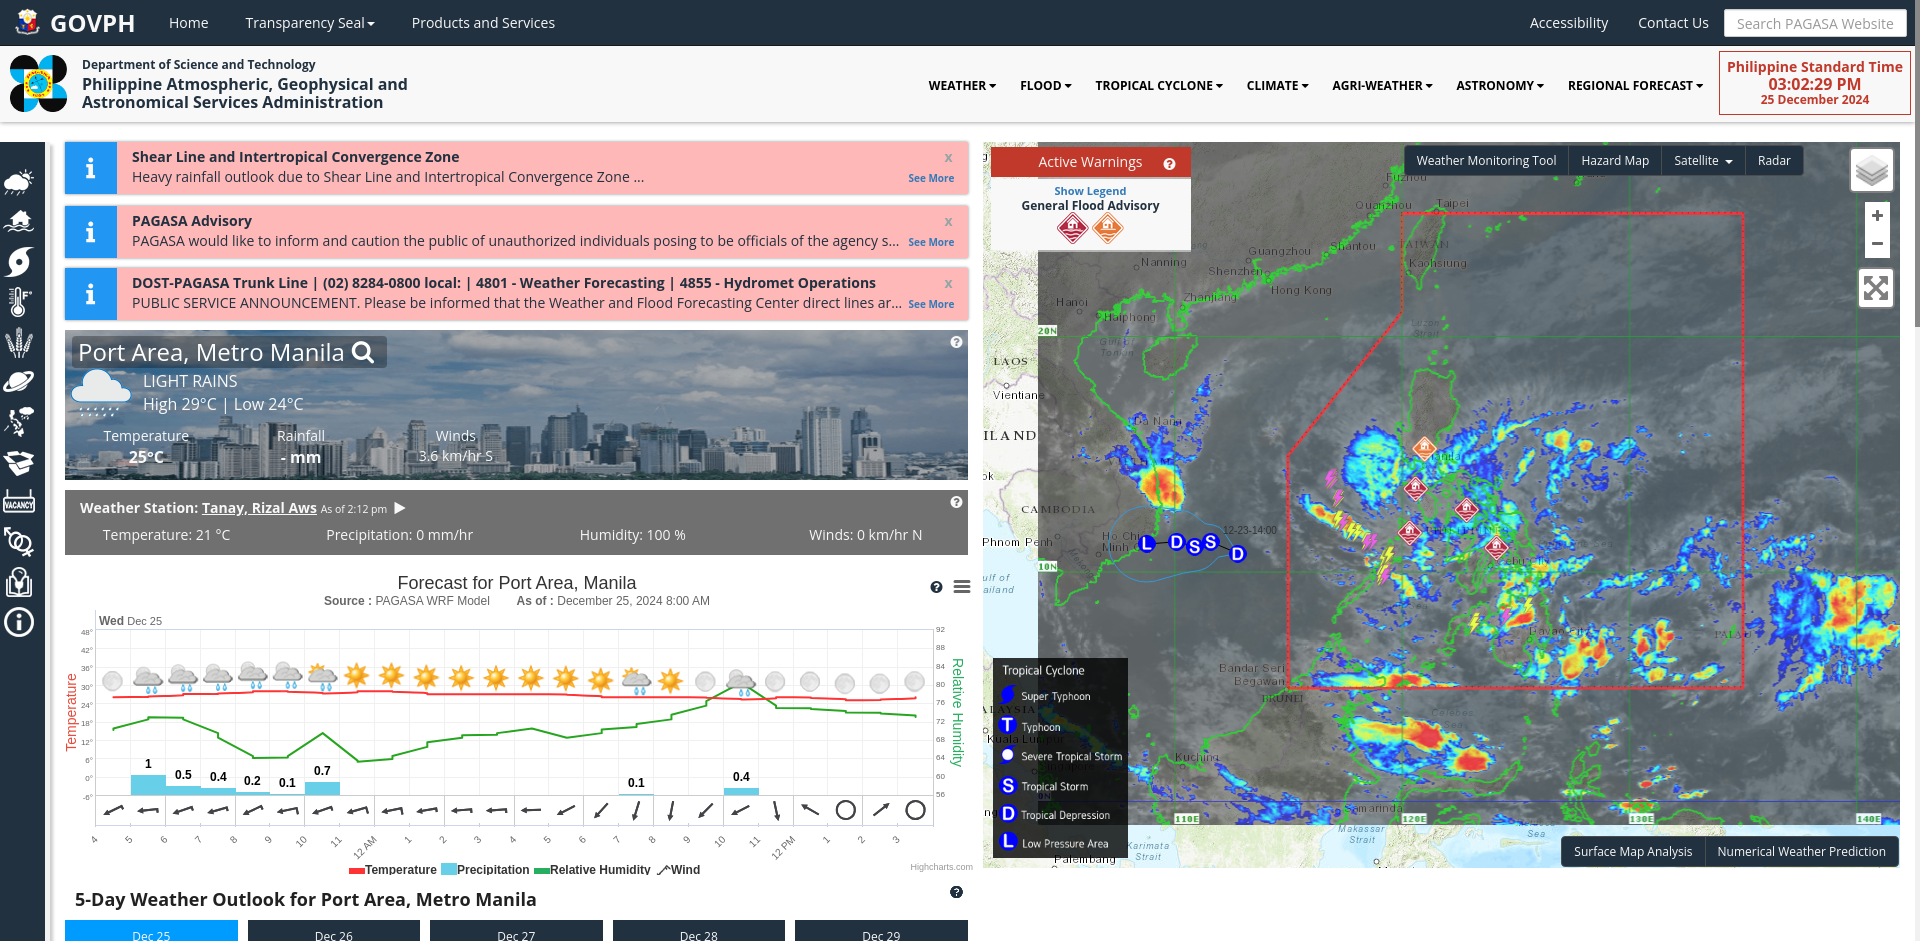 GOVPH
Home
Transparency Seal
Products and Services
Accessibility
Contact Us
Search PAGASA Website
Department of Science and Technology
Philippine Atmospheric, Geophysical and
Astronomical Services Administration
WEATHER
FLOOD
TROPICAL CYCLONE
CLIMATE
AGRI-WEATHER
ASTRONOMY
REGIONAL FORECAST
Philippine Standard Time
03:02:29 PM
25 December 2024
VACANCY
Shear Line and Intertropical Convergence Zone
x
Heavy rainfall outlook due to Shear Line and Intertropical Convergence Zone ...
See More
PAGASA Advisory
x
PAGASA would like to inform and caution the public of unauthorized individuals posing to be officials of the agency s...
See More
DOST-PAGASA Trunk Line | (02) 8284-0800 local: | 4801 - Weather Forecasting | 4855 - Hydromet Operations
x
PUBLIC SERVICE ANNOUNCEMENT. Please be informed that the Weather and Flood Forecasting Center direct lines ar...
See More
Port Area, Metro Manila
LIGHT RAINS
High 29°C | Low 24°C
Temperature
Rainfall
Winds
25°C
- mm
3.6 km/hr S
Weather Station: Tanay, Rizal Aws As of 2:12 pm
Temperature: 21 °C
Precipitation: 0 mm/hr
Humidity: 100 %
Winds: 0 km/hr N
Forecast for Port Area, Manila
Source : PAGASA WRF Model As of : December 25, 2024 8:00 AM
Wed Dec 25
48°
42°
36°
30°
24°
18°
12°
6°
0°
-6°
Temperature
92
88
84
80
76
72
68
64
60
56
Relative Humidity
1
0.5
0.4
0.2
0.1
0.7
0.1
0.4
4
5
6
7
8
9
10
11
12 AM
1
2
3
4
5
6
7
8
9
10
11
12 PM
1
2
3
Temperature
Precipitation
Relative Humidity
Wind
Highcharts.com
5-Day Weather Outlook for Port Area, Metro Manila
Dec 25
Dec 26
Dec 27
Dec 28
Dec 29
Active Warnings
Show Legend
General Flood Advisory
Weather Monitoring Tool
Hazard Map
Satellite
Radar
+
−
Fuzhou
Quanzhou
Taipei
TAIWAN
Kaohsiung
Shantou
Guangzhou
Shenzhen
Hong Kong
Nanning
Zhanjiang
Hanoi
Haiphong
20N
LAOS
Vientiane
Da Nang
CAMBODIA
Phnom Penh
Ho Chi
Minh
12-23-14:00
L
D
S
S
D
10N
PALAU
Davao City
Bandar Seri
Begawan
BRUNEI
Kuching
Samarinda
110E
120E
130E
140E
Makassar
Strait
Karimata
Strait
Sea
Palembang
Tropical Cyclone
Super Typhoon
T Typhoon
Severe Tropical Storm
S Tropical Storm
D Tropical Depression
L Low Pressure Area
Surface Map Analysis
Numerical Weather Prediction